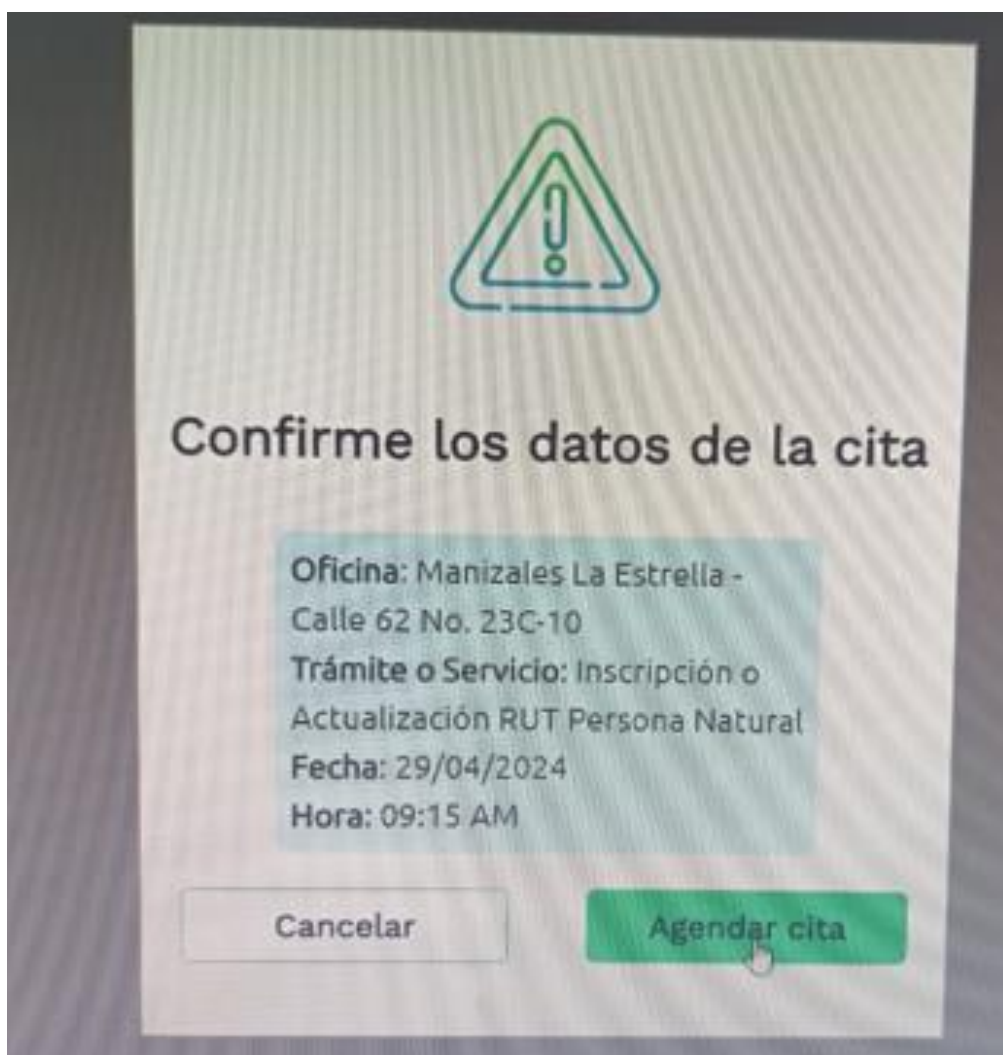 Confirme los datos de la cita
Oficina: Manizales La Estrella -
Calle 62 No. 23C-10
Trámite o Servicio: Inscripción o
Actualización RUT Persona Natural
Fecha: 29/04/2024
Hora: 09:15 AM
Cancelar
Agendar cita